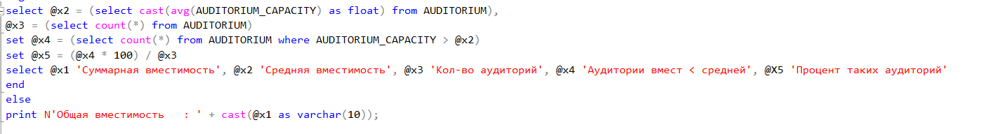 select @x2 = (select cast(avg(AUDITORIUM_CAPACITY) as float) from AUDITORIUM),
@x3 = (select count(*) from AUDITORIUM)
set @x4 = (select count(*) from AUDITORIUM where AUDITORIUM_CAPACITY > @x2)
set @x5 = (@x4 * 100) / @x3
select @x1 'Суммарная вместимость', @x2 'Средняя вместимость', @x3 'Кол-во аудиторий', @x4 'Аудитории вмест < средней', @X5 'Процент таких аудиторий'
end
else
print N'Общая вместимость   : ' + cast(@x1 as varchar(10));